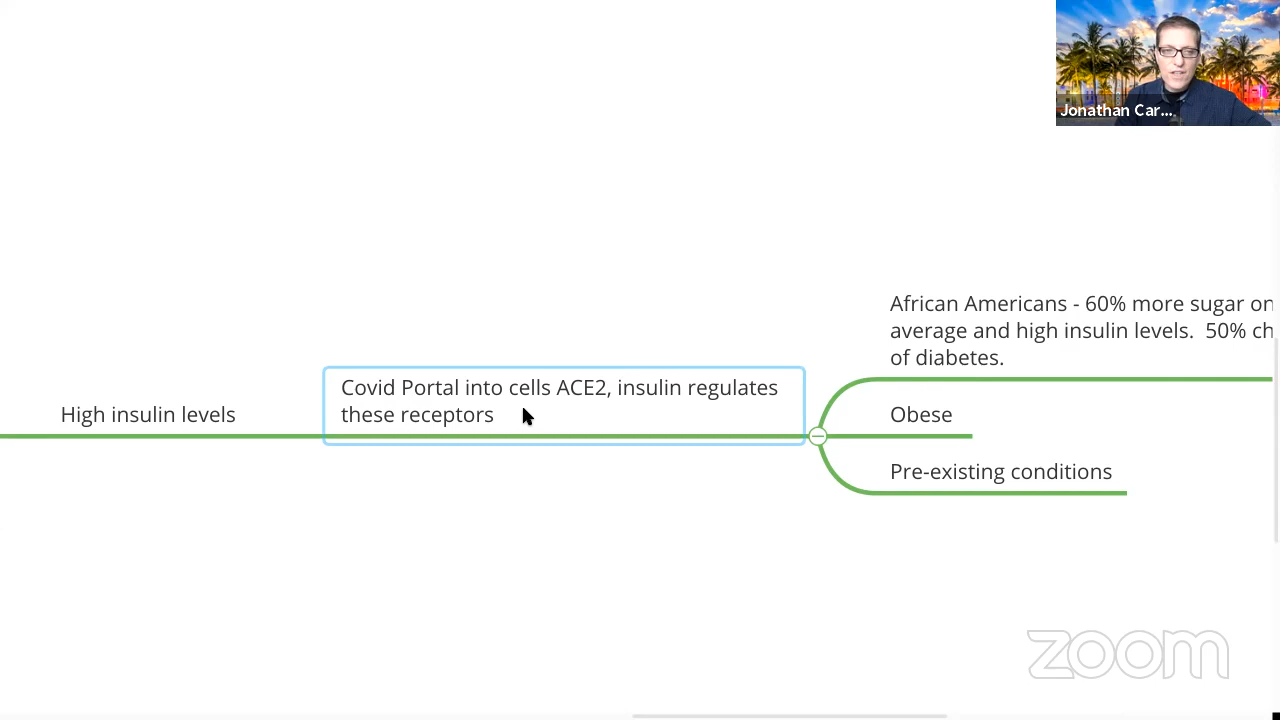 Jonathan Car...
African Americans - 60% more sugar on
average and high insulin levels.  50% ch
of diabetes.
Covid Portal into cells ACE2, insulin regulates
these receptors
High insulin levels
Obese
Pre-existing conditions
zoom